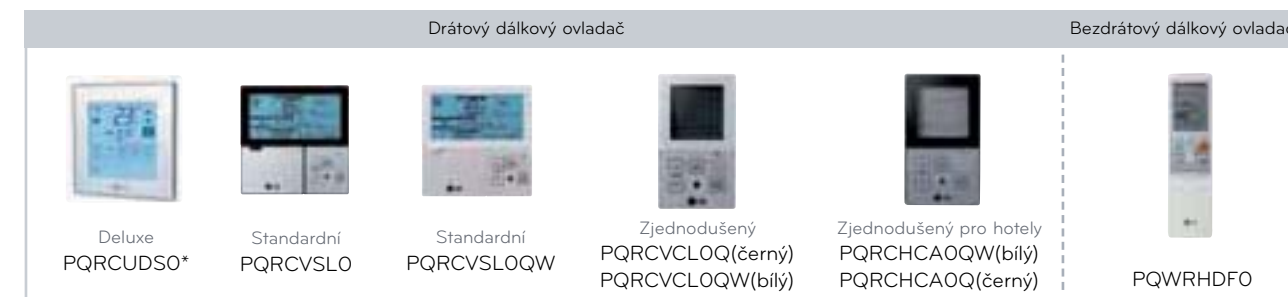 Drátový dálkový ovladač
Bezdrátový dálkový ovladač
Deluxe
PQRCUDS0*
Standardní
PQRCVSL0
Standardní
PQRCVSL0QW
Zjednodušený
PQRCVCL0Q(černý)
PQRCVCL0QW(bílý)
Zjednodušený pro hotely
PQRCHCA0QW(bílý)
PQRCHCA0Q(černý)
PQWRHDF0